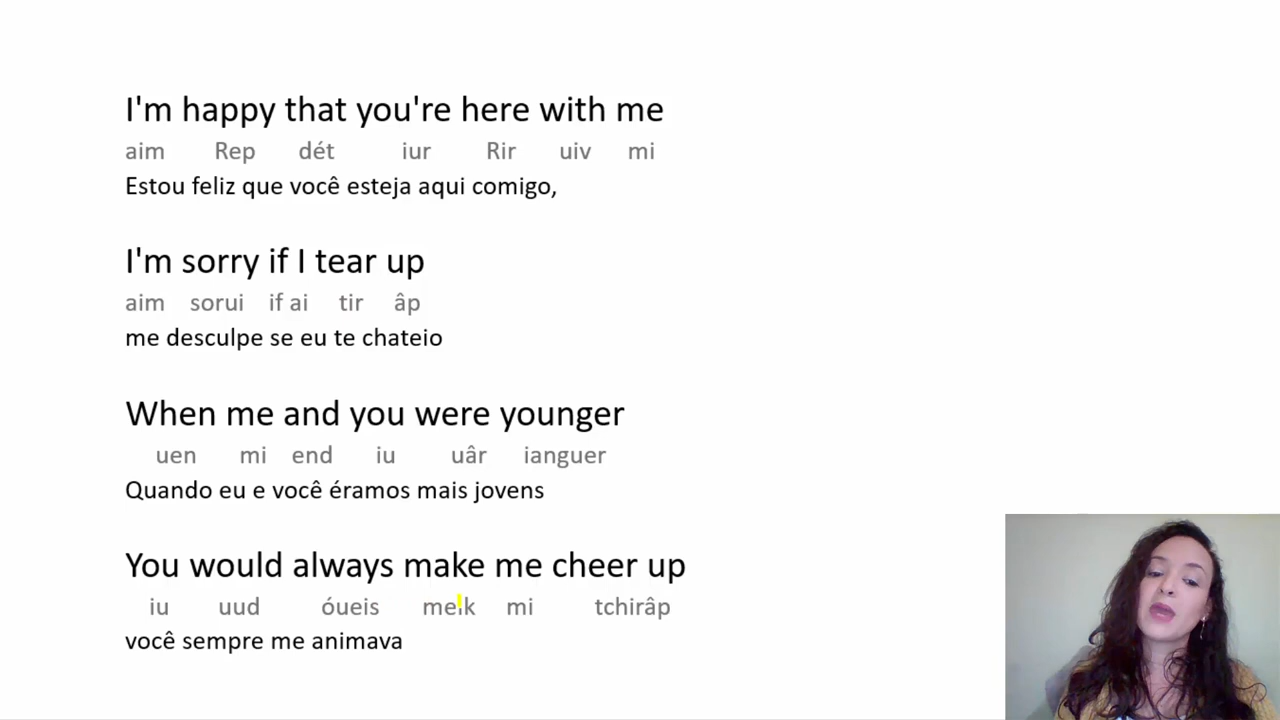 I'm happy that you're here with me
aim Rep dét iur Rir uiv mi
Estou feliz que você esteja aqui comigo,
I'm sorry if I tear up
aim sorui if ai tir âp
me desculpe se eu te chateio
When me and you were younger
uen mi end iu uâr ianguer
Quando eu e você éramos mais jovens
You would always make me cheer up
iu uud óueis meik mi tchirâp
você sempre me animava